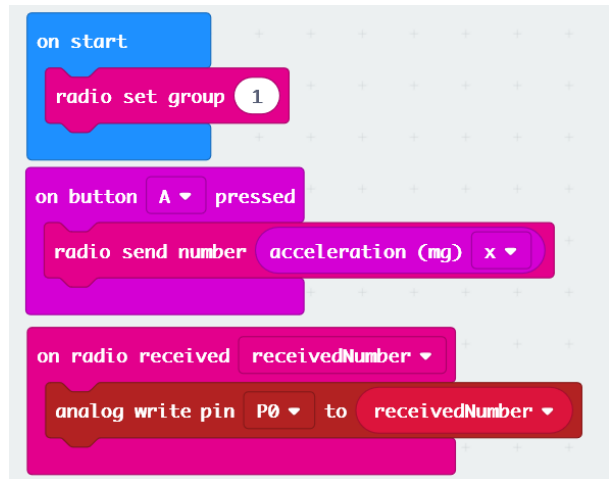 on start
radio set group 1
on button A pressed
radio send number acceleration (mg) x
on radio received receivedNumber
analog write pin P0 to receivedNumber